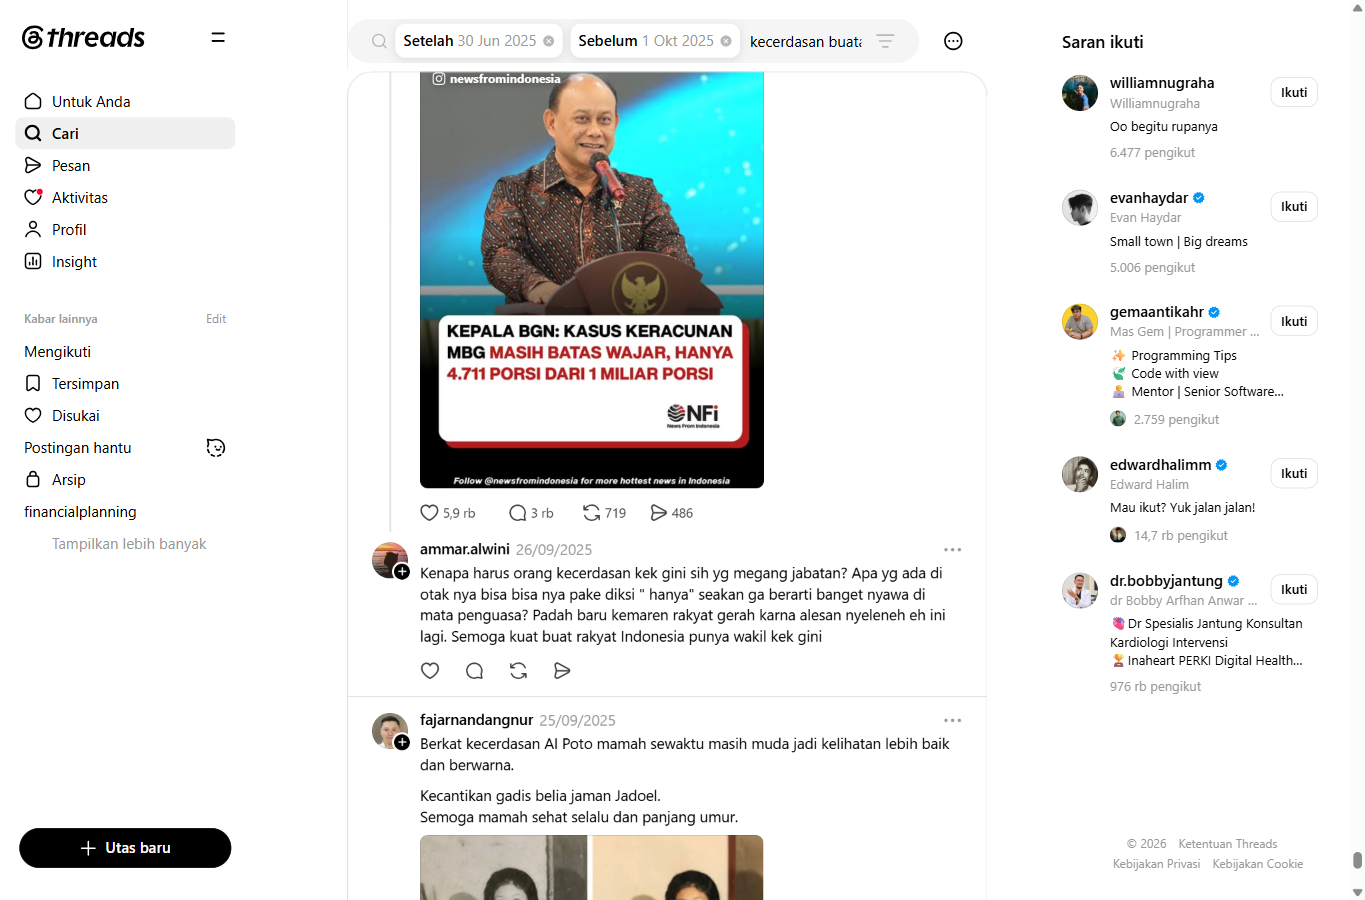 threads
Untuk Anda
Cari
Pesan
Aktivitas
Profil
Insight
Kabar lainnya
Edit
Mengikuti
Tersimpan
Disukai
Postingan hantu
Arsip
financialplanning
Tampilkan lebih banyak
Utas baru
Setelah 30 Jun 2025
Sebelum 1 Okt 2025
kecerdasan buata
newsfromindonesia
KEPALA BGN: KASUS KERACUNAN
MBG MASIH BATAS WAJAR, HANYA
4.711 PORSI DARI 1 MILIAR PORSI
NFi
News From Indonesia
Follow @newsfromindonesia for more hottest news in Indonesia
5,9 rb
3 rb
719
486
ammar.alwini 26/09/2025
Kenapa harus orang kecerdasan kek gini sih yg megang jabatan? Apa yg ada di
otak nya bisa bisa nya pake diksi " hanya" seakan ga berarti banget nyawa di
mata penguasa? Padah baru kemaren rakyat gerah karna alesan nyeleneh eh ini
lagi. Semoga kuat buat rakyat Indonesia punya wakil kek gini
fajarnandangnur 25/09/2025
Berkat kecerdasan AI Poto mamah sewaktu masih muda jadi kelihatan lebih baik
dan berwarna.
Kecantikan gadis belia jaman Jadoel.
Semoga mamah sehat selalu dan panjang umur.
Saran ikuti
williamnugraha
Williamnugraha
Ikuti
Oo begitu rupanya
6.477 pengikut
evanhaydar
Evan Haydar
Ikuti
Small town | Big dreams
5.006 pengikut
gemaantikahr
Mas Gem | Programmer ...
Ikuti
Programming Tips
Code with view
Mentor | Senior Software...
2.759 pengikut
edwardhalimm
Edward Halim
Ikuti
Mau ikut? Yuk jalan jalan!
14,7 rb pengikut
dr.bobbyjantung
dr Bobby Arfhan Anwar ...
Ikuti
Dr Spesialis Jantung Konsultan
Kardiologi Intervensi
Inaheart PERKI Digital Health...
976 rb pengikut
© 2026
Ketentuan Threads
Kebijakan Privasi
Kebijakan Cookie